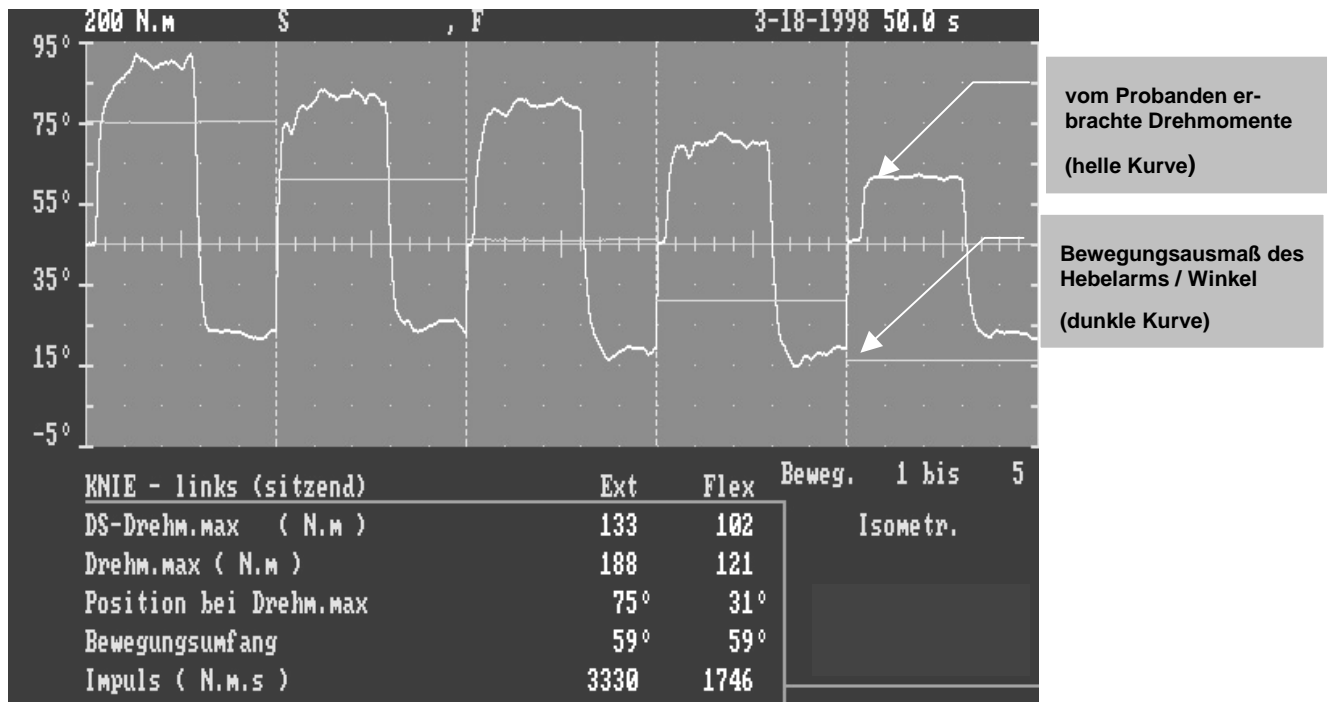 200 N.m S , F 3-18-1998 50.0 s
95°
75°
55°
35°
15°
-5°
vom Probanden er-
brachte Drehmomente
(helle Kurve)
Bewegungsausmaß des
Hebelarms / Winkel
(dunkle Kurve)
KNIE - links (sitzend) Ext Flex
DS-Drehm.max ( N.m ) 133 102
Drehm.max ( N.m ) 188 121
Position bei Drehm.max 75° 31°
Bewegungsumfang 59° 59°
Impuls ( N.m.s ) 3330 1746
Beweg. 1 bis 5
Isometr.